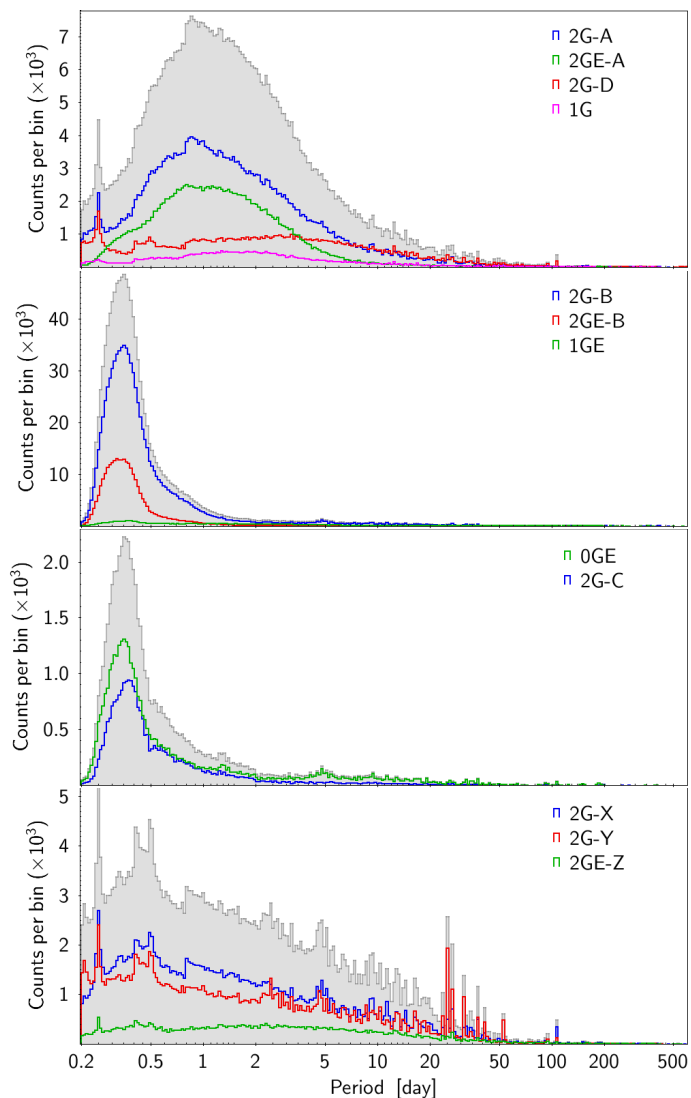 7
6
5
4
3
2
1
Counts per bin (×10³)
2G-A
2GE-A
2G-D
1G
40
30
20
10
Counts per bin (×10³)
2G-B
2GE-B
1GE
2.0
1.5
1.0
0.5
Counts per bin (×10³)
0GE
2G-C
5
4
3
2
1
Counts per bin (×10³)
2G-X
2G-Y
2GE-Z
0.2 0.5 1 2 5 10 20 50 100 200 500
Period [day]